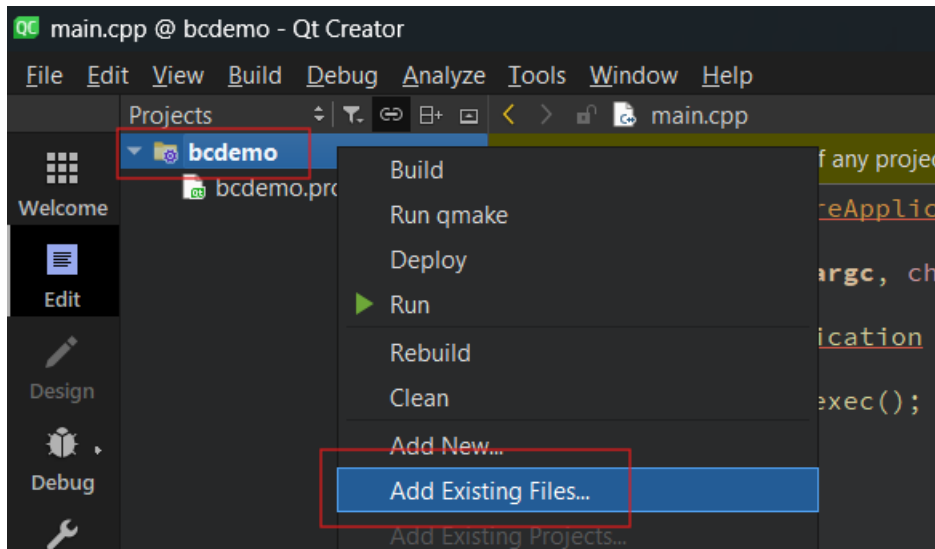 QC main.cpp @ bcdemo - Qt Creator
File Edit View Build Debug Analyze Tools Window Help
Projects main.cpp
bcdemo
bcdemo.pro
Welcome
Edit
Design
Debug
Build
Run qmake
Deploy
Run
Rebuild
Clean
Add New...
Add Existing Files...
Add Existing Projects...
f any projec
reApplic
argc, ch
ication
exec();